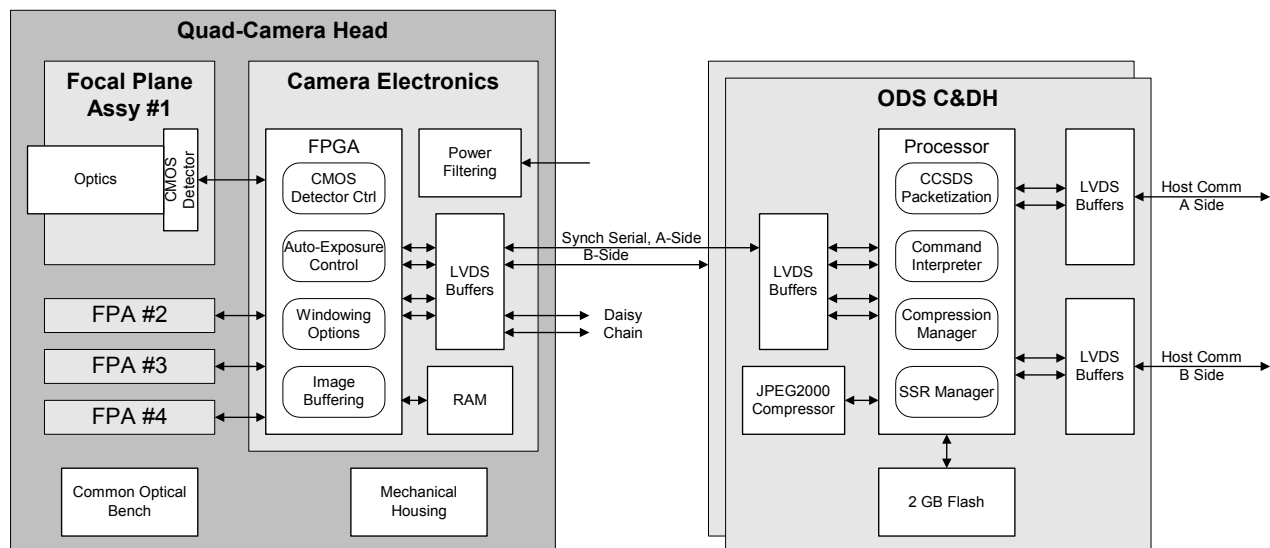 Quad-Camera Head
Focal Plane
Assy #1
Optics
CMOS
Detector
FPA #2
FPA #3
FPA #4
Common Optical
Bench
Mechanical
Housing
Camera Electronics
FPGA
CMOS
Detector Ctrl
Auto-Exposure
Control
Windowing
Options
Image
Buffering
Power
Filtering
LVDS
Buffers
RAM
Synch Serial, A-Side
B-Side
Daisy
Chain
ODS C&DH
LVDS
Buffers
JPEG2000
Compressor
Processor
CCSDS
Packetization
Command
Interpreter
Compression
Manager
SSR Manager
2 GB Flash
LVDS
Buffers
Host Comm
A Side
LVDS
Buffers
Host Comm
B Side